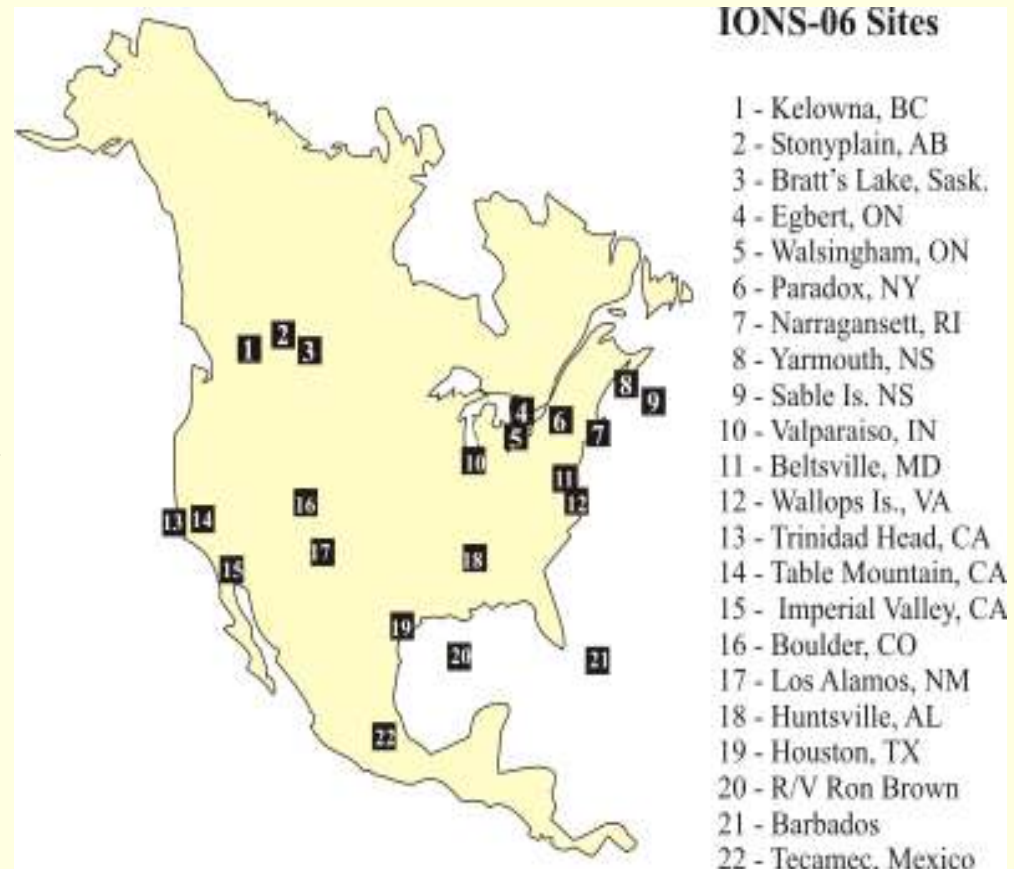 IONS-06 Sites
1 - Kelowna, BC
2 - Stonyplain, AB
3 - Bratt's Lake, Sask.
4 - Egbert, ON
5 - Walsingham, ON
6 - Paradox, NY
7 - Narragansett, RI
8 - Yarmouth, NS
9 - Sable Is. NS
10 - Valparaiso, IN
11 - Beltsville, MD
12 - Wallops Is., VA
13 - Trinidad Head, CA
14 - Table Mountain, CA
15 - Imperial Valley, CA
16 - Boulder, CO
17 - Los Alamos, NM
18 - Huntsville, AL
19 - Houston, TX
20 - R/V Ron Brown
21 - Barbados
22 - Tecamec, Mexico
1
2
3
4
5
6
7
8
9
10
11
12
13
14
15
16
17
18
19
20
21
22